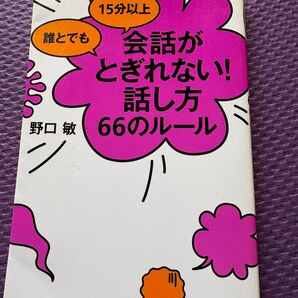 誰とでも
15分以上
会話が
とぎれない!
話し方
66のルール
野口 敏